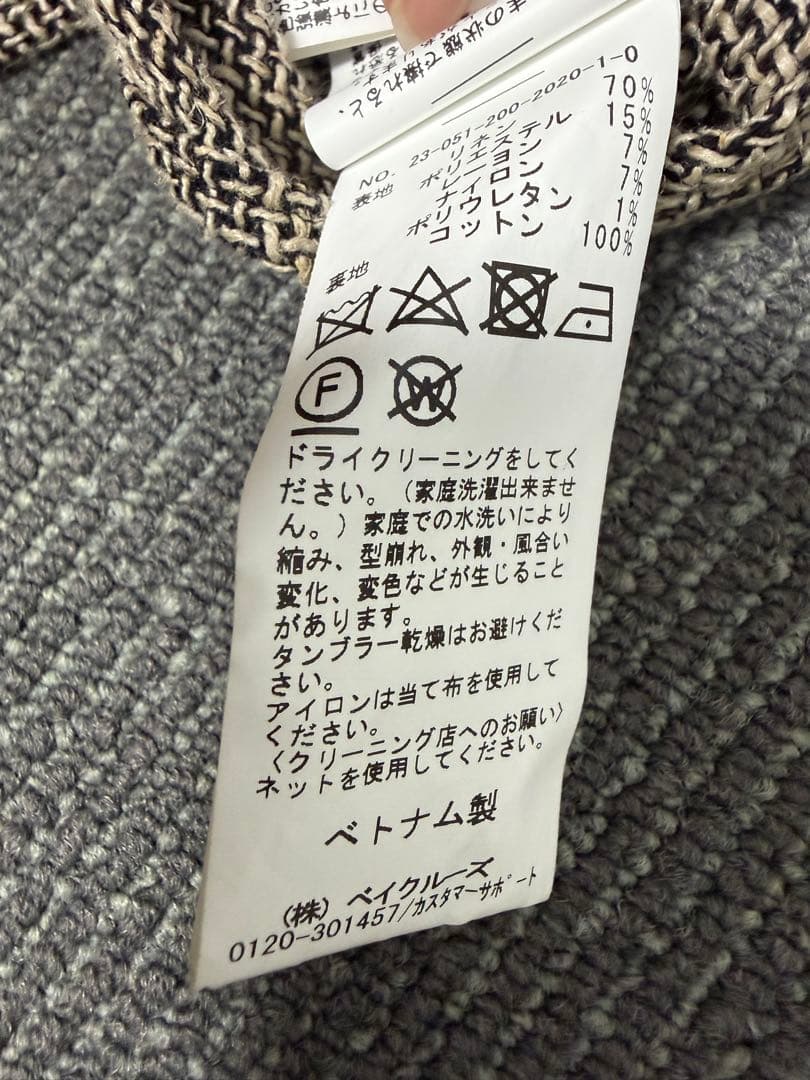 きの状態で擦れると、
NO. 23-051-200-2020-1-0
表地 リネン 70%
ポリエステル 15%
レーヨン 7%
ナイロン 7%
ポリウレタン 1%
裏地 コットン 100%
F
W
ドライクリーニングをしてく
ださい。（家庭洗濯出来ませ
ん。）家庭での水洗いにより
縮み、型崩れ、外観・風合い
変化、変色などが生じること
があります。
タンブラー乾燥はお避けくだ
さい。
アイロンは当て布を使用して
ください。
〈クリーニング店へのお願い〉
ネットを使用してください。
ベトナム製
（株）ベイクルーズ
0120-301457/カスタマーサポート